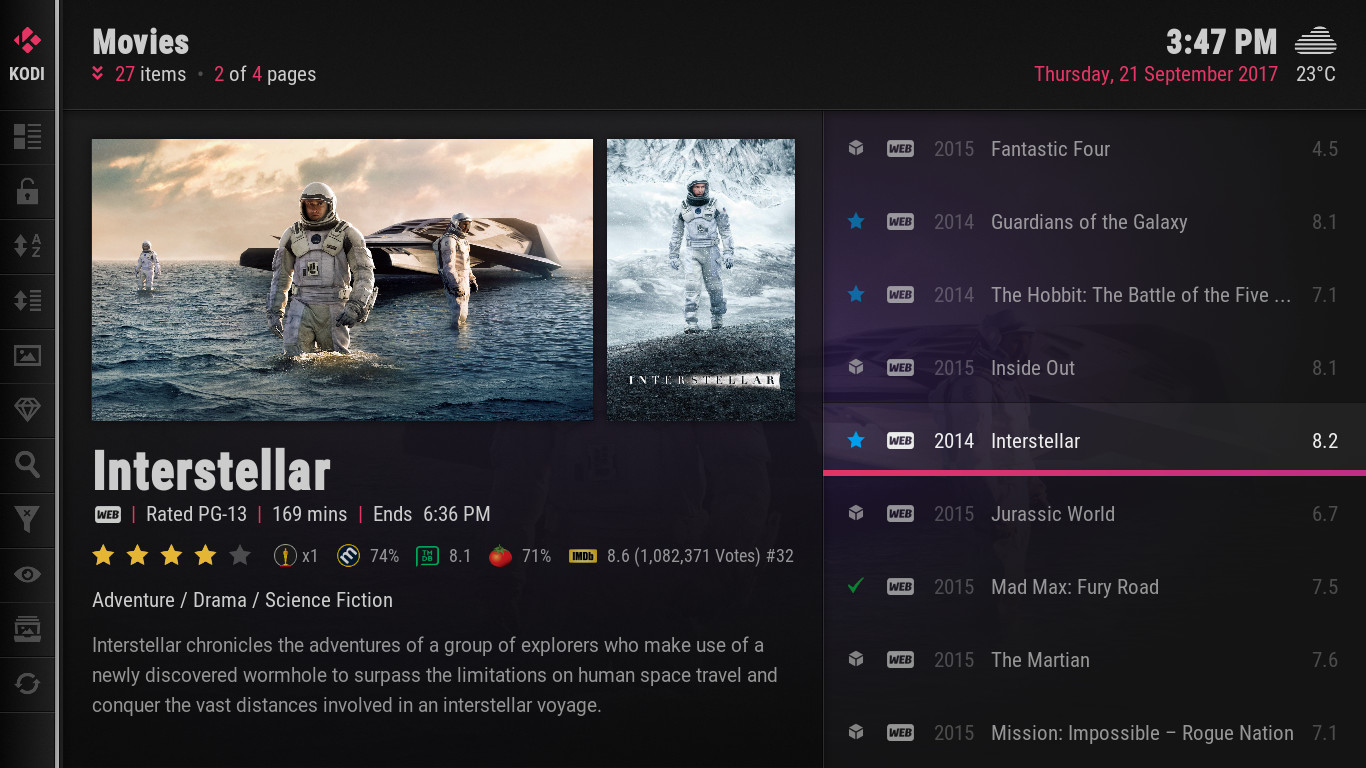 KODI
Movies
27 items • 2 of 4 pages
3:47 PM
Thursday, 21 September 2017 23°C
A
Z
INTERSTELLAR
Interstellar
WEB | Rated PG-13 | 169 mins | Ends 6:36 PM
x1 74% TH DB 8.1 71% IMDb 8.6 (1,082,371 Votes) #32
Adventure / Drama / Science Fiction
Interstellar chronicles the adventures of a group of explorers who make use of a
newly discovered wormhole to surpass the limitations on human space travel and
conquer the vast distances involved in an interstellar voyage.
WEB 2015 Fantastic Four 4.5
WEB 2014 Guardians of the Galaxy 8.1
WEB 2014 The Hobbit: The Battle of the Five ... 7.1
WEB 2015 Inside Out 8.1
WEB 2014 Interstellar 8.2
WEB 2015 Jurassic World 6.7
WEB 2015 Mad Max: Fury Road 7.5
WEB 2015 The Martian 7.6
WEB 2015 Mission: Impossible – Rogue Nation 7.1